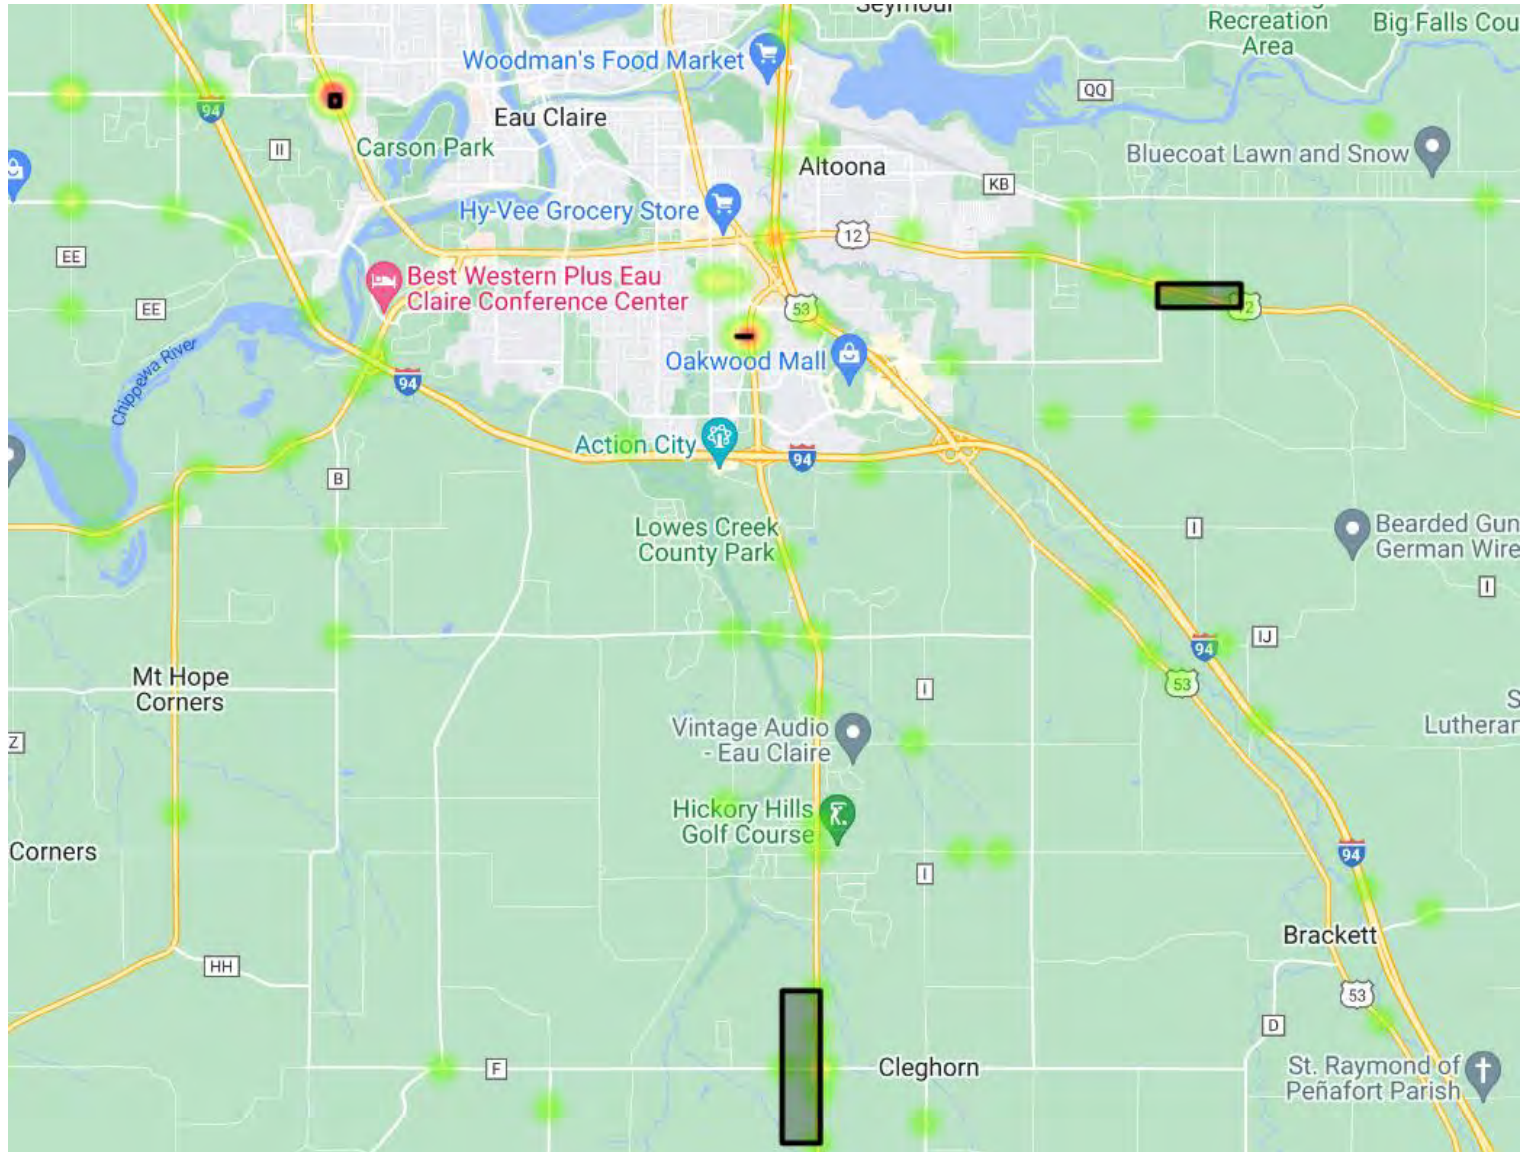 Seymour
Recreation
Area
Big Falls Cou
Woodman's Food Market
QQ
94
Eau Claire
II
Carson Park
Bluecoat Lawn and Snow
Altoona
KB
Hy-Vee Grocery Store
12
EE
Best Western Plus Eau
Claire Conference Center
EE
53
12
Chippewa River
Oakwood Mall
94
Action City
94
B
Lowes Creek
County Park
I
Bearded Gun
German Wire
I
IJ
94
Mt Hope
Corners
53
I
S
Lutheran
Z
Vintage Audio
- Eau Claire
Hickory Hills
Golf Course
Corners
94
I
Brackett
HH
53
D
F
Cleghorn
St. Raymond of
Peñafort Parish